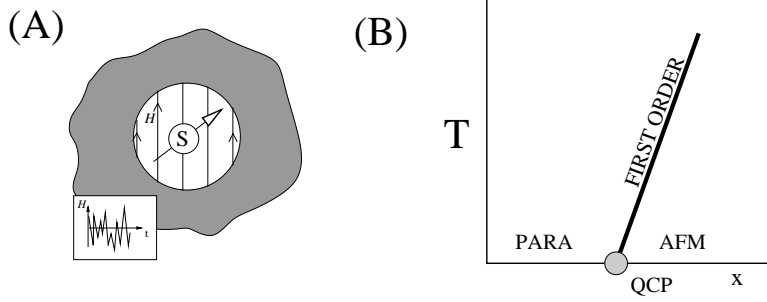 (A)
H
S
H
t
(B)
T
FIRST ORDER
PARA
AFM
QCP
x